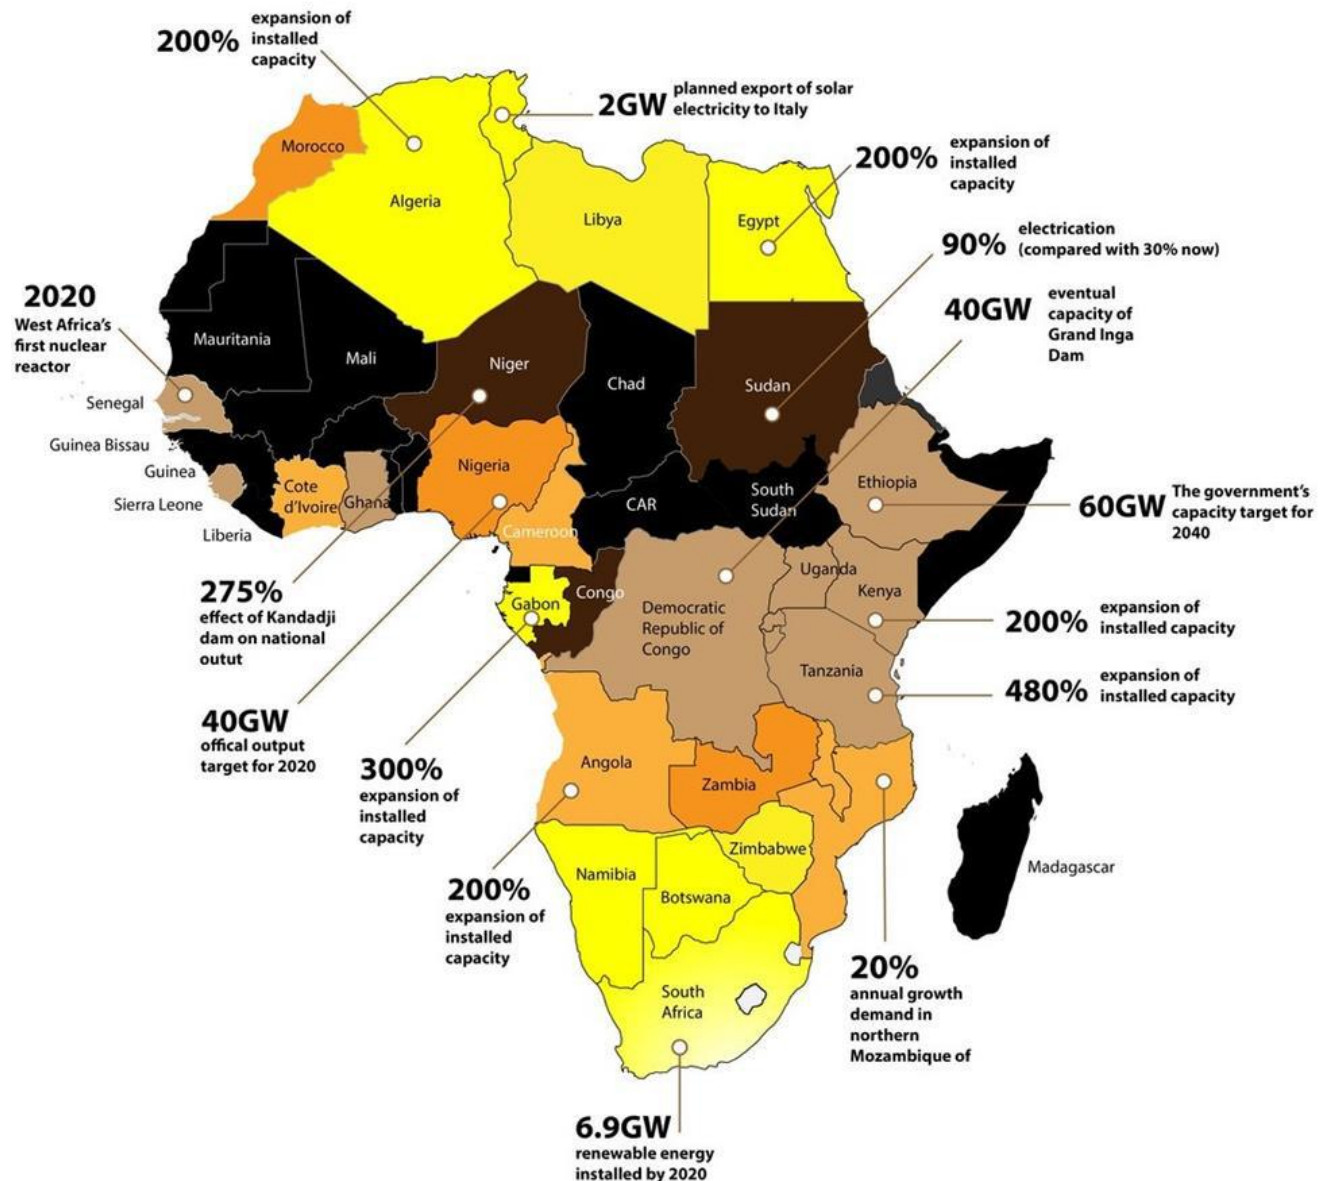 200%
expansion of
installed
capacity
2GW
planned export of solar
electricity to Italy
200%
expansion of
installed
capacity
90%
electrication
(compared with 30% now)
40GW
eventual
capacity of
Grand Inga
Dam
2020
West Africa's
first nuclear
reactor
Morocco
Algeria
Libya
Egypt
Mauritania
Mali
Niger
Chad
Sudan
Senegal
Guinea Bissau
Guinea
Sierra Leone
Liberia
Cote
d'Ivoire
Ghana
Nigeria
Cameroon
CAR
South
Sudan
Ethiopia
60GW
The government's
capacity target for
2040
Gabon
Congo
Democratic
Republic of
Congo
Uganda
Kenya
Tanzania
200%
expansion of
installed capacity
480%
expansion of
installed capacity
275%
effect of Kandadji
dam on national
outut
40GW
offical output
target for 2020
300%
expansion of
installed
capacity
Angola
Zambia
200%
expansion of
installed
capacity
Namibia
Botswana
Zimbabwe
South
Africa
Madagascar
20%
annual growth
demand in
northern
Mozambique of
6.9GW
renewable energy
installed by 2020